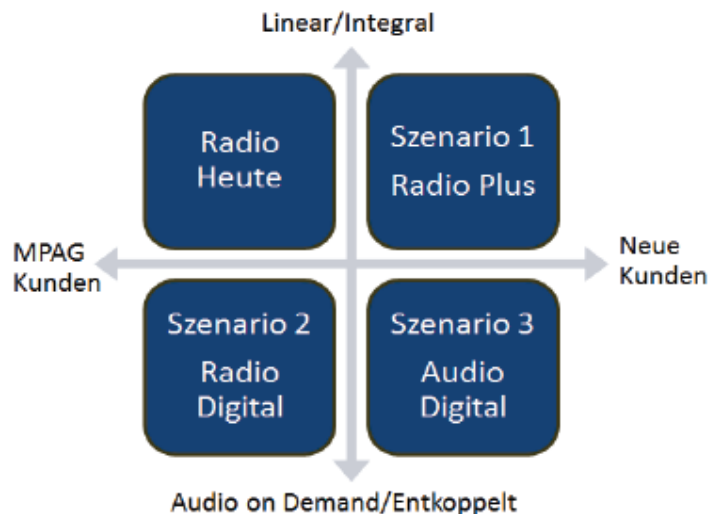 Linear/Integral
Radio
Heute
Szenario 1
Radio Plus
MPAG
Kunden
Neue
Kunden
Szenario 2
Radio
Digital
Szenario 3
Audio
Digital
Audio on Demand/Entkoppelt